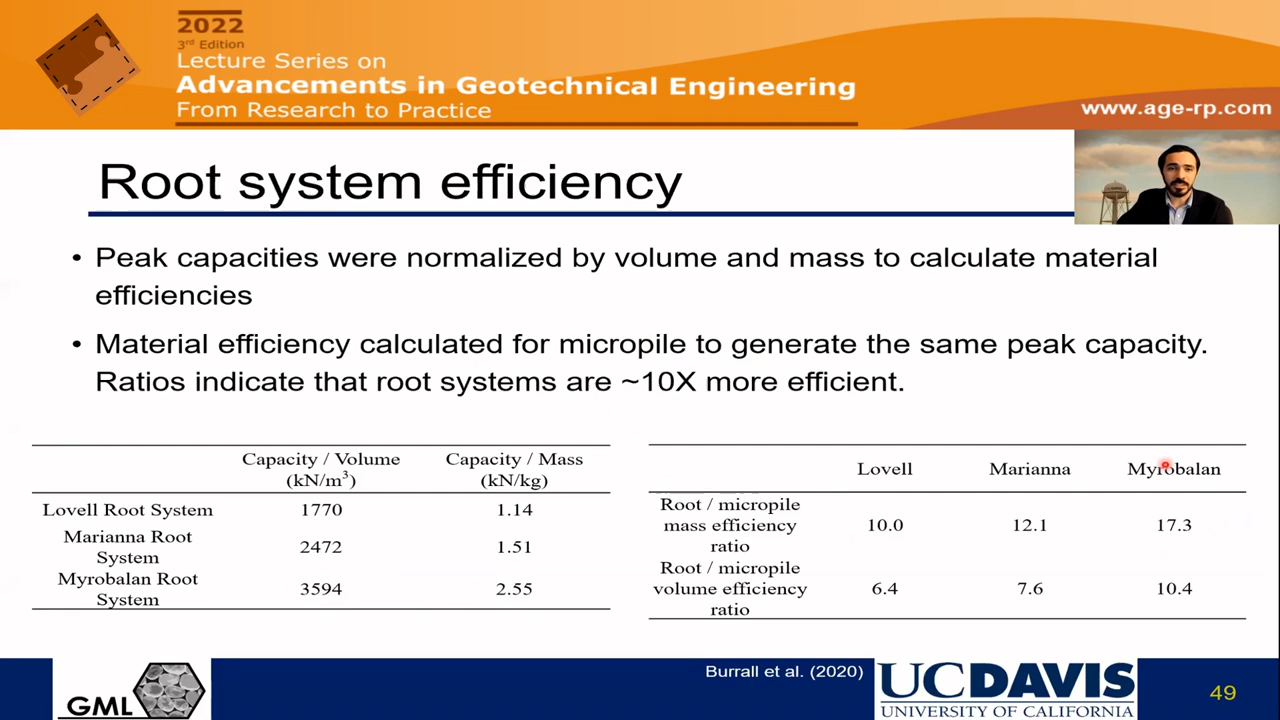 2022
3rd Edition
Lecture Series on
Advancements in Geotechnical Engineering
From Research to Practice
www.age-rp.com
Root system efficiency
• Peak capacities were normalized by volume and mass to calculate material
efficiencies
• Material efficiency calculated for micropile to generate the same peak capacity.
Ratios indicate that root systems are ~10X more efficient.
Capacity / Volume
(kN/m³)
Capacity / Mass
(kN/kg)
Lovell Root System 1770 1.14
Marianna Root
System
2472 1.51
Myrobalan Root
System
3594 2.55
Lovell Marianna Myrobalan
Root / micropile
mass efficiency
ratio
10.0 12.1 17.3
Root / micropile
volume efficiency
ratio
6.4 7.6 10.4
GML
Burrall et al. (2020)
UCDAVIS
UNIVERSITY OF CALIFORNIA
49